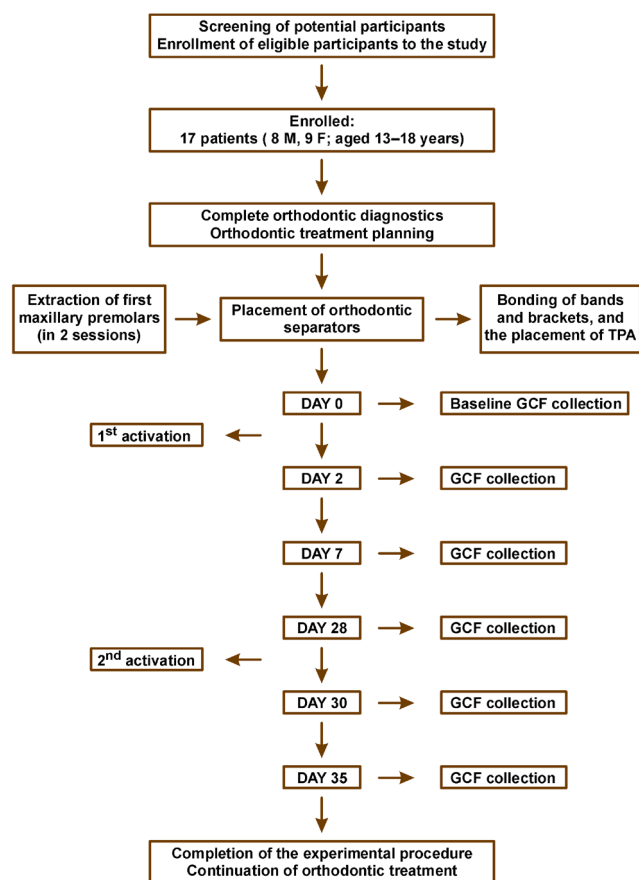 Screening of potential participants
Enrollment of eligible participants to the study
Enrolled:
17 patients ( 8 M, 9 F; aged 13–18 years)
Complete orthodontic diagnostics
Orthodontic treatment planning
Extraction of first
maxillary premolars
(in 2 sessions)
Placement of orthodontic
separators
Bonding of bands
and brackets, and
the placement of TPA
DAY 0
Baseline GCF collection
1st activation
DAY 2
GCF collection
DAY 7
GCF collection
DAY 28
GCF collection
2nd activation
DAY 30
GCF collection
DAY 35
GCF collection
Completion of the experimental procedure
Continuation of orthodontic treatment